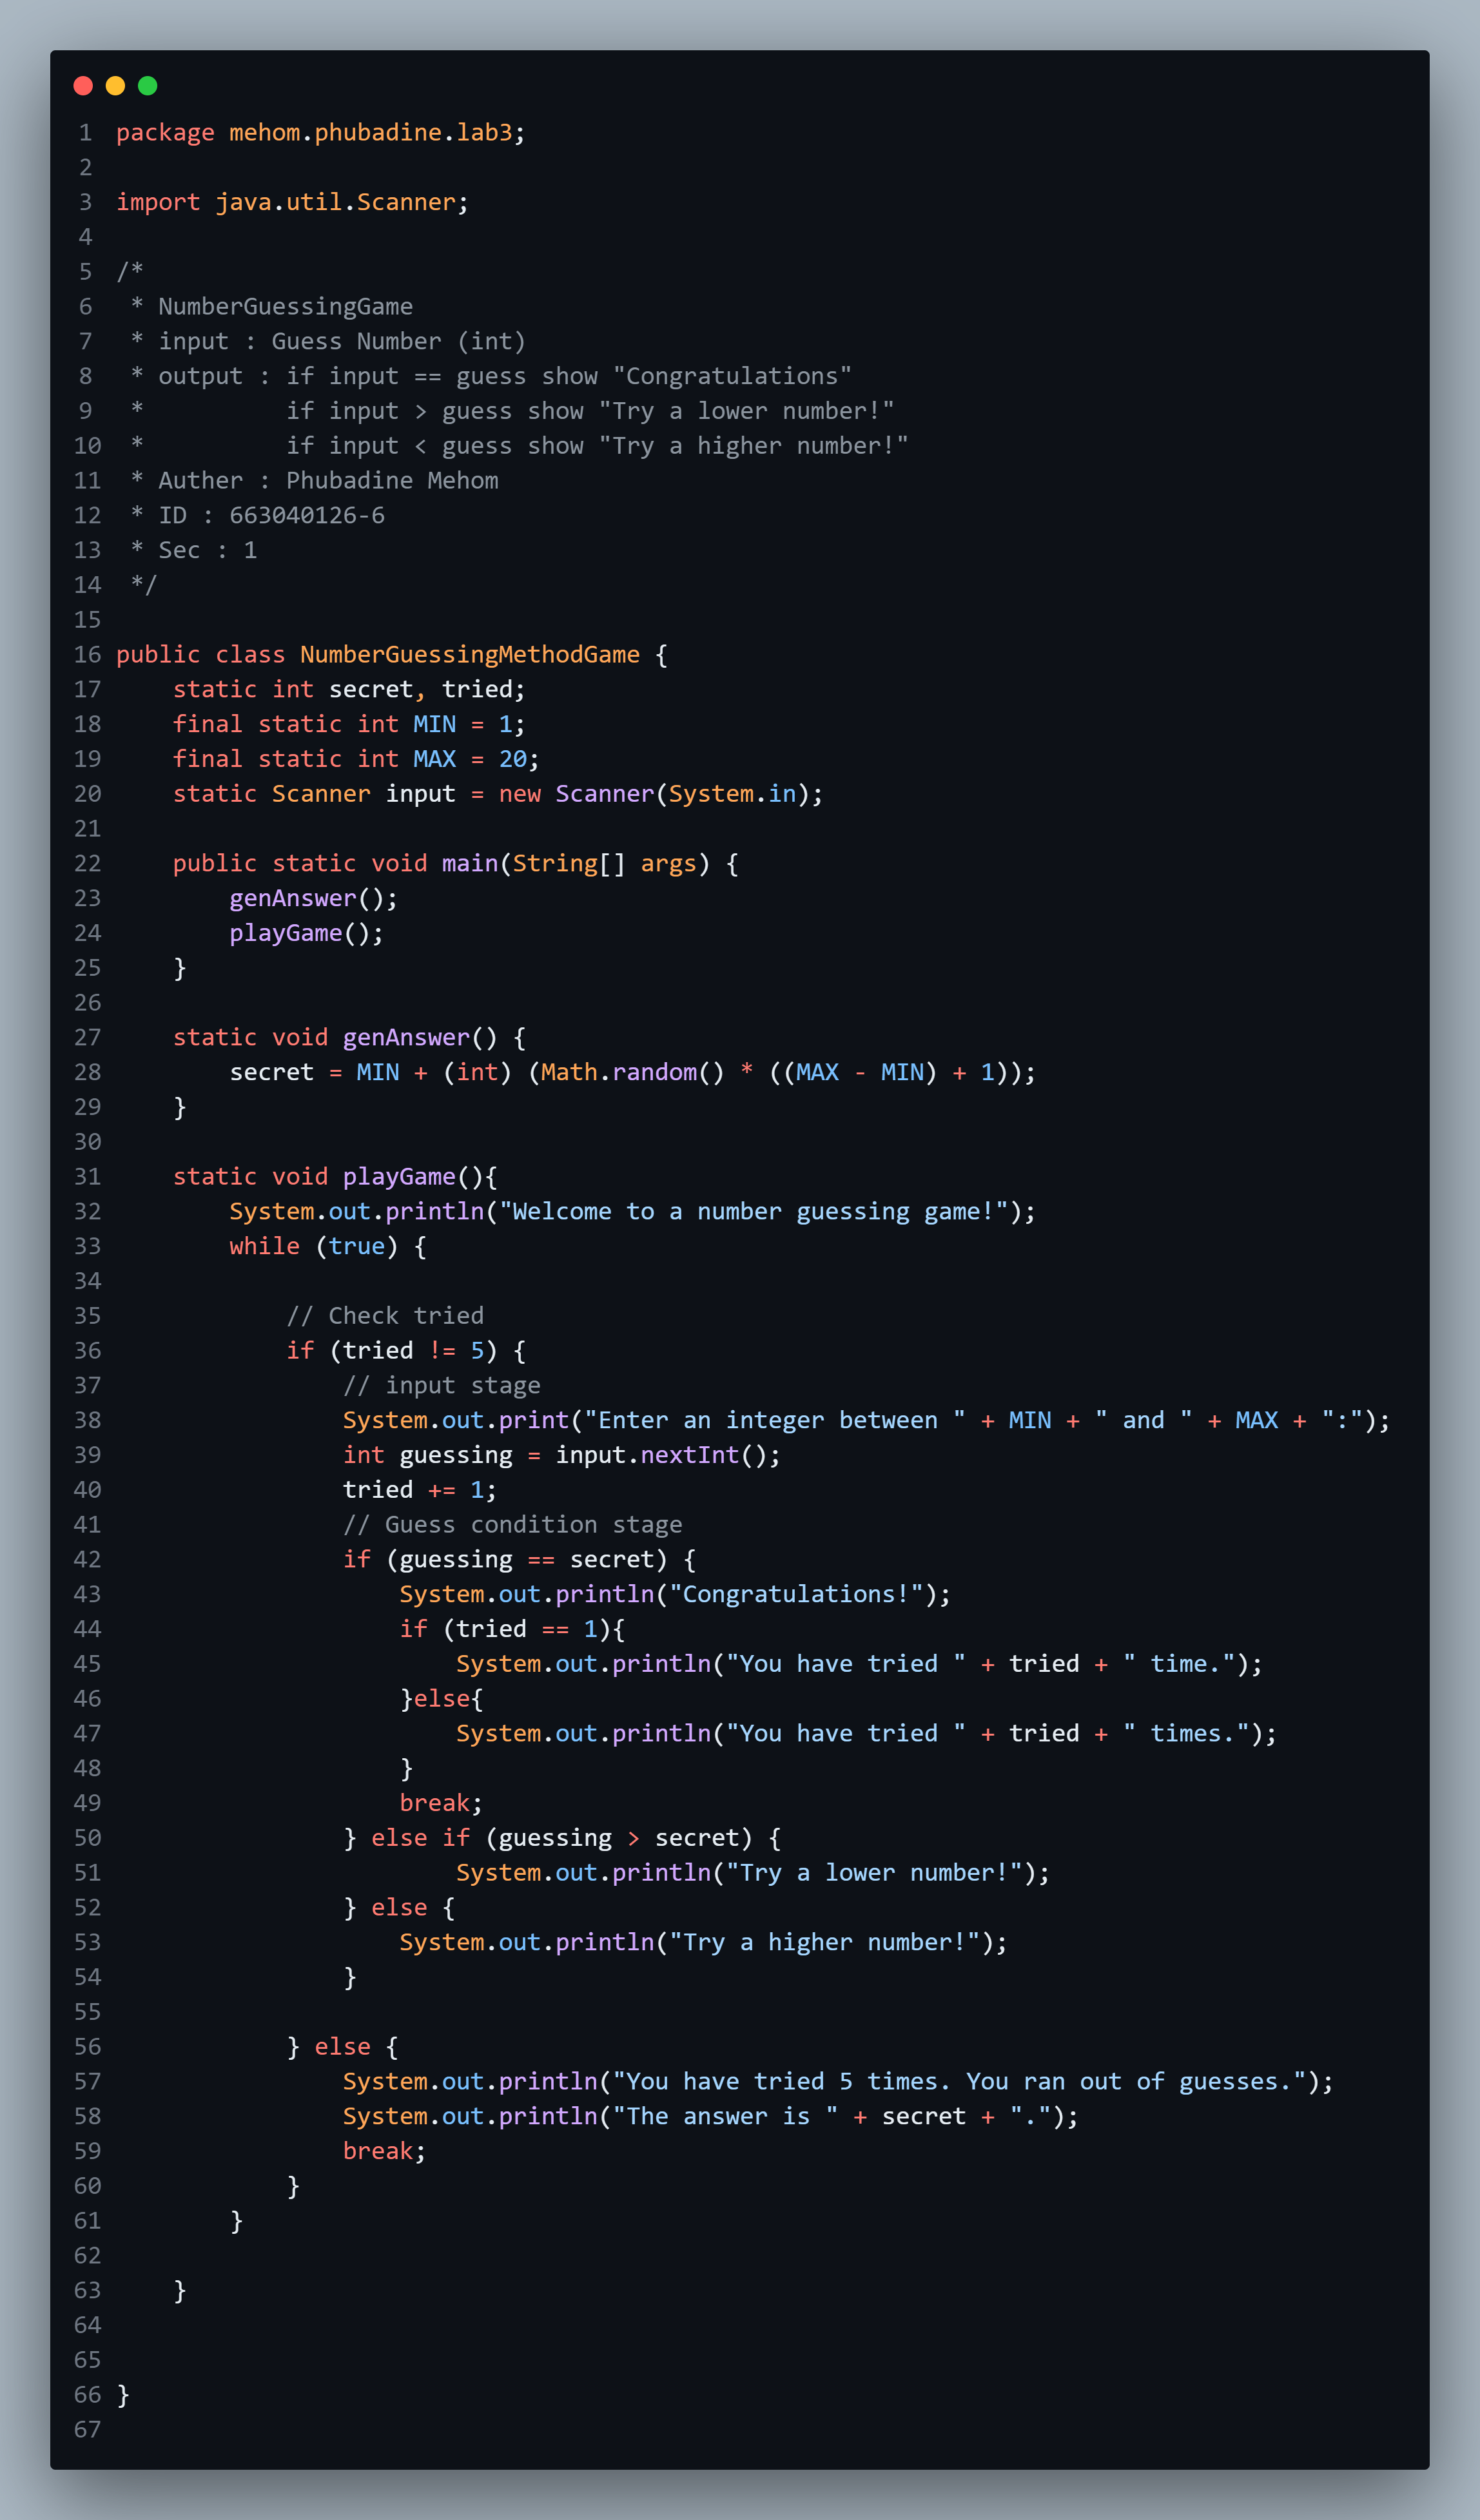 1 package mehom.phubadine.lab3;
2
3 import java.util.Scanner;
4
5 /*
6  * NumberGuessingGame
7  * input : Guess Number (int)
8  * output : if input == guess show "Congratulations"
9  *          if input > guess show "Try a lower number!"
10  *          if input < guess show "Try a higher number!"
11  * Auther : Phubadine Mehom
12  * ID : 663040126-6
13  * Sec : 1
14  */
15
16 public class NumberGuessingMethodGame {
17     static int secret, tried;
18     final static int MIN = 1;
19     final static int MAX = 20;
20     static Scanner input = new Scanner(System.in);
21
22     public static void main(String[] args) {
23         genAnswer();
24         playGame();
25     }
26
27     static void genAnswer() {
28         secret = MIN + (int) (Math.random() * ((MAX - MIN) + 1));
29     }
30
31     static void playGame(){
32         System.out.println("Welcome to a number guessing game!");
33         while (true) {
34
35             // Check tried
36             if (tried != 5) {
37                 // input stage
38                 System.out.print("Enter an integer between " + MIN + " and " + MAX + ":");
39                 int guessing = input.nextInt();
40                 tried += 1;
41                 // Guess condition stage
42                 if (guessing == secret) {
43                     System.out.println("Congratulations!");
44                     if (tried == 1){
45                         System.out.println("You have tried " + tried + " time.");
46                     }else{
47                         System.out.println("You have tried " + tried + " times.");
48                     }
49                     break;
50                 } else if (guessing > secret) {
51                         System.out.println("Try a lower number!");
52                 } else {
53                     System.out.println("Try a higher number!");
54                 }
55
56             } else {
57                 System.out.println("You have tried 5 times. You ran out of guesses.");
58                 System.out.println("The answer is " + secret + ".");
59                 break;
60             }
61         }
62
63     }
64
65
66 }
67